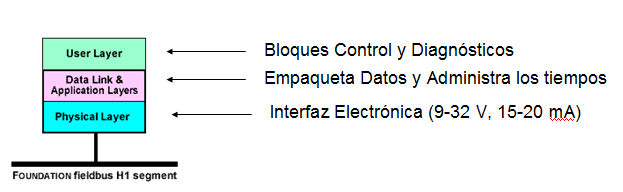 User Layer
Bloques Control y Diagnósticos
Data Link &
Application Layers
Empaqueta Datos y Administra los tiempos
Physical Layer
Interfaz Electrónica (9-32 V, 15-20 mA)
FOUNDATION fieldbus H1 segment